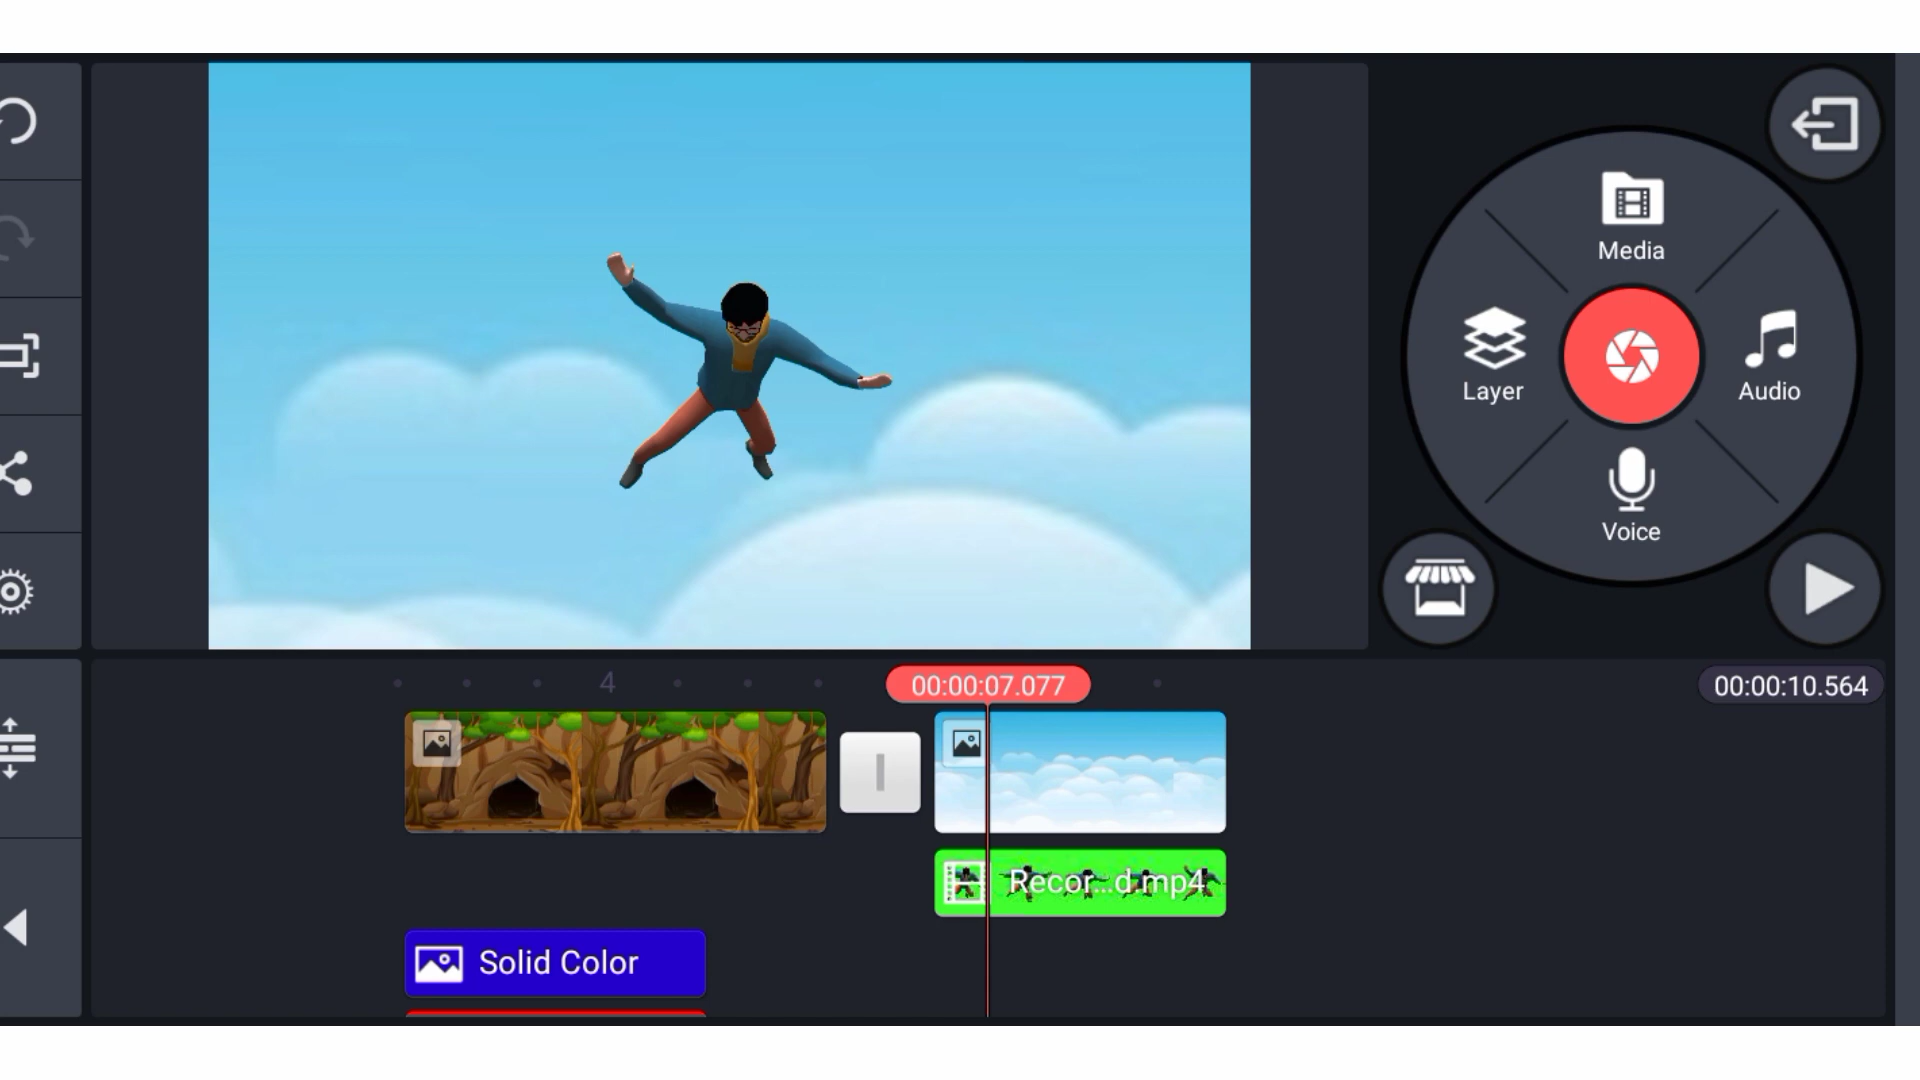 Media
Layer
Audio
Voice
4
00:00:07.077
00:00:10.564
Recor...d.mp4
Solid Color